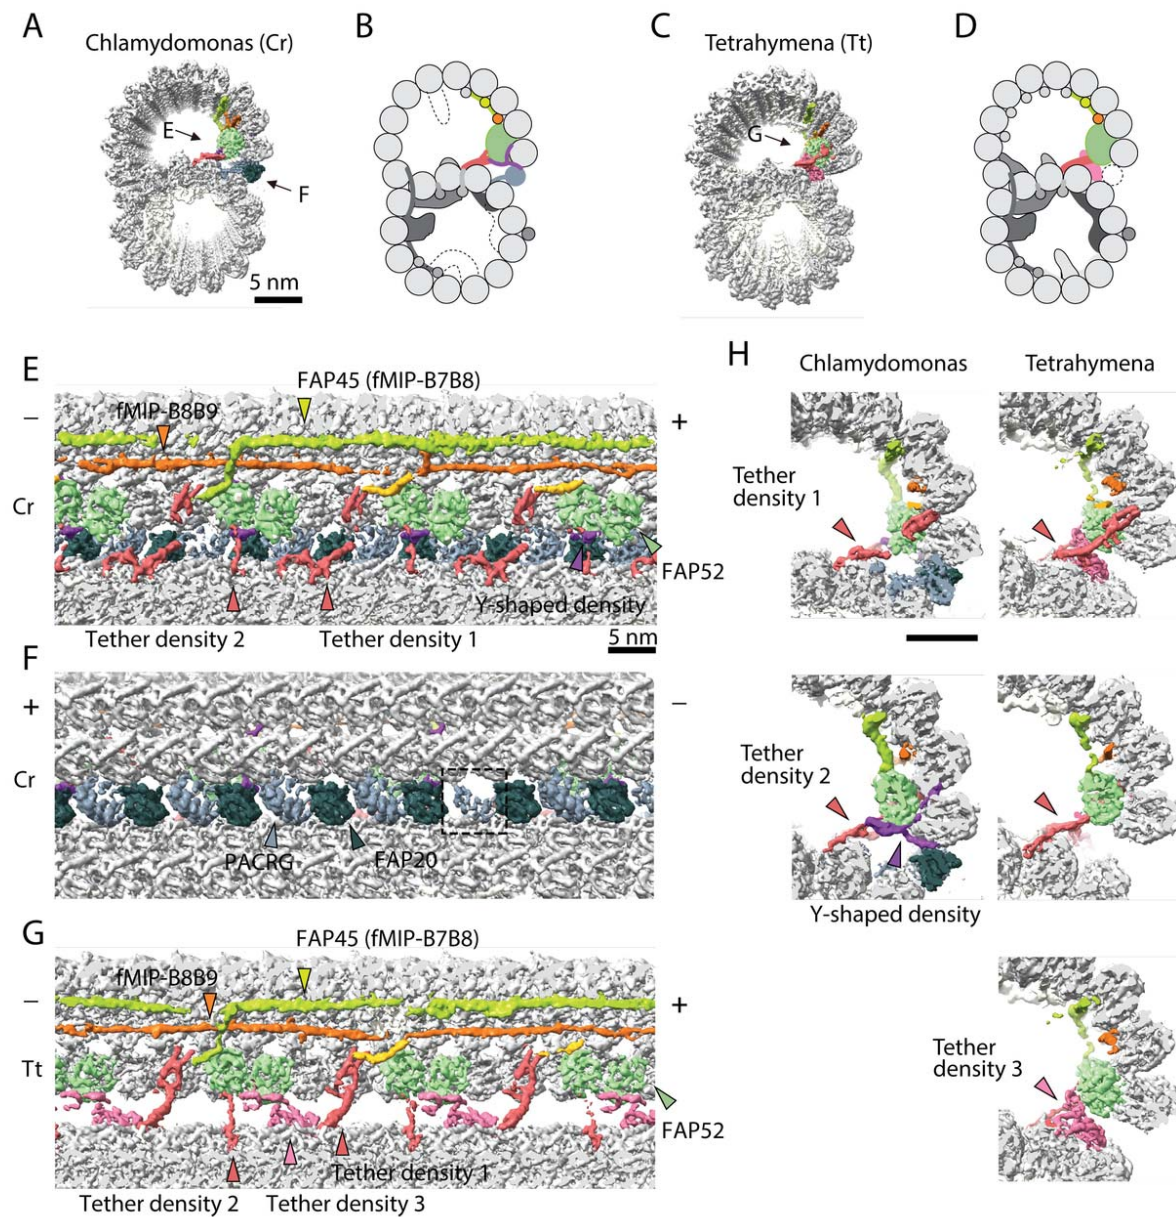 A
B
C
D
Chlamydomonas (Cr)
Tetrahymena (Tt)
E
F
G
5 nm
E
FAP45 (fMIP-B7B8)
fMIP-B8B9
–
+
Cr
FAP52
Y-shaped density
Tether density 2
Tether density 1
5 nm
F
+
–
Cr
PACRG
FAP20
G
FAP45 (fMIP-B7B8)
fMIP-B8B9
–
+
Tt
FAP52
Tether density 1
Tether density 2
Tether density 3
H
Chlamydomonas
Tetrahymena
Tether
density 1
Tether
density 2
Y-shaped density
Tether
density 3